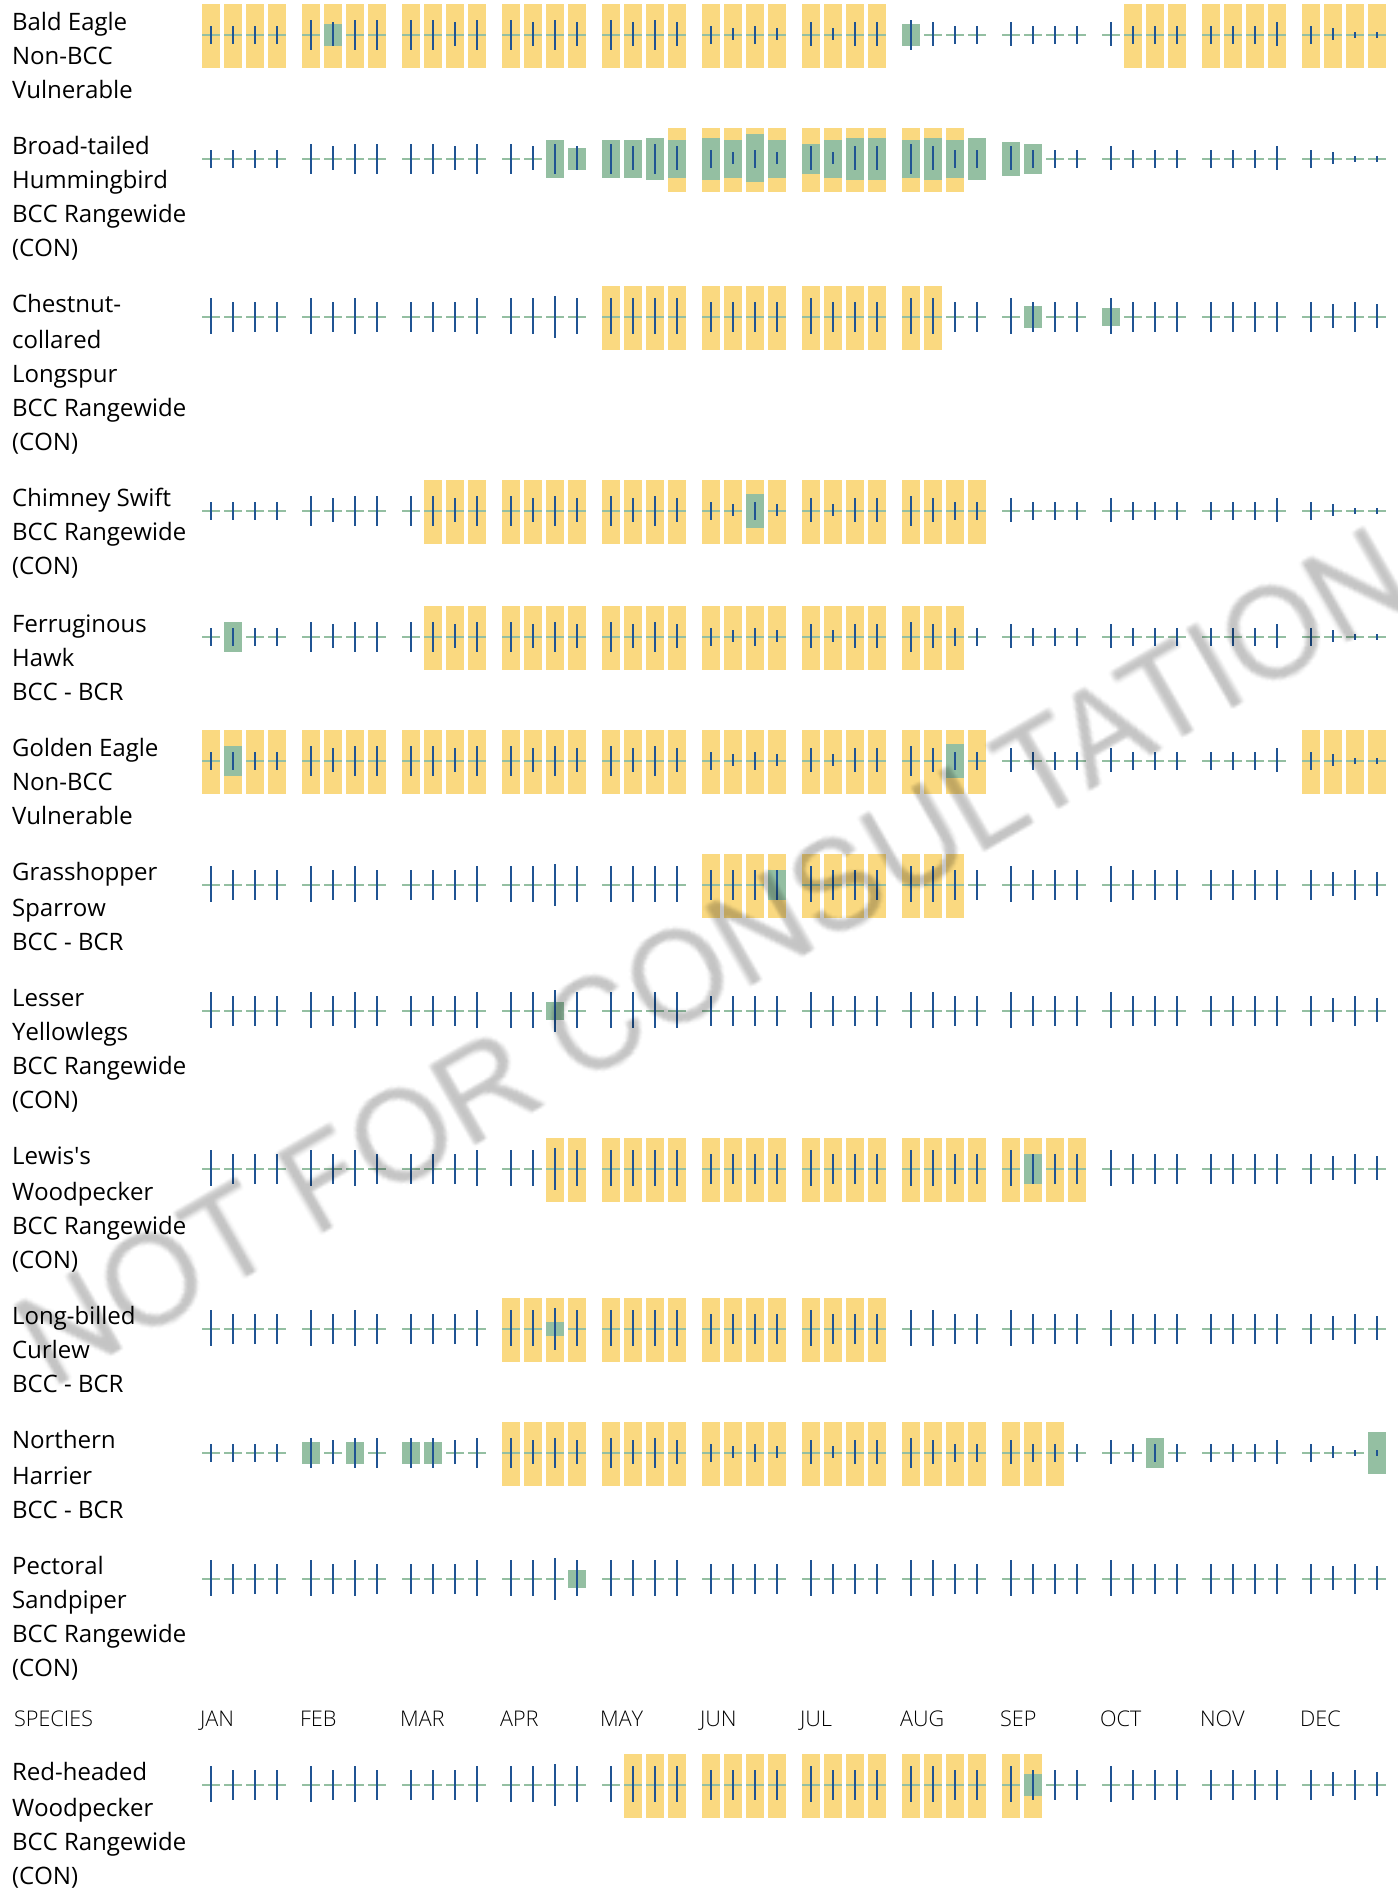 Bald Eagle
Non-BCC
Vulnerable
Broad-tailed
Hummingbird
BCC Rangewide
(CON)
Chestnut-
collared
Longspur
BCC Rangewide
(CON)
Chimney Swift
BCC Rangewide
(CON)
Ferruginous
Hawk
BCC - BCR
Golden Eagle
Non-BCC
Vulnerable
Grasshopper
Sparrow
BCC - BCR
Lesser
Yellowlegs
BCC Rangewide
(CON)
Lewis's
Woodpecker
BCC Rangewide
(CON)
Long-billed
Curlew
BCC - BCR
Northern
Harrier
BCC - BCR
Pectoral
Sandpiper
BCC Rangewide
(CON)
SPECIES JAN FEB MAR APR MAY JUN JUL AUG SEP OCT NOV DEC
Red-headed
Woodpecker
BCC Rangewide
(CON)
NOT FOR CONSULTATION